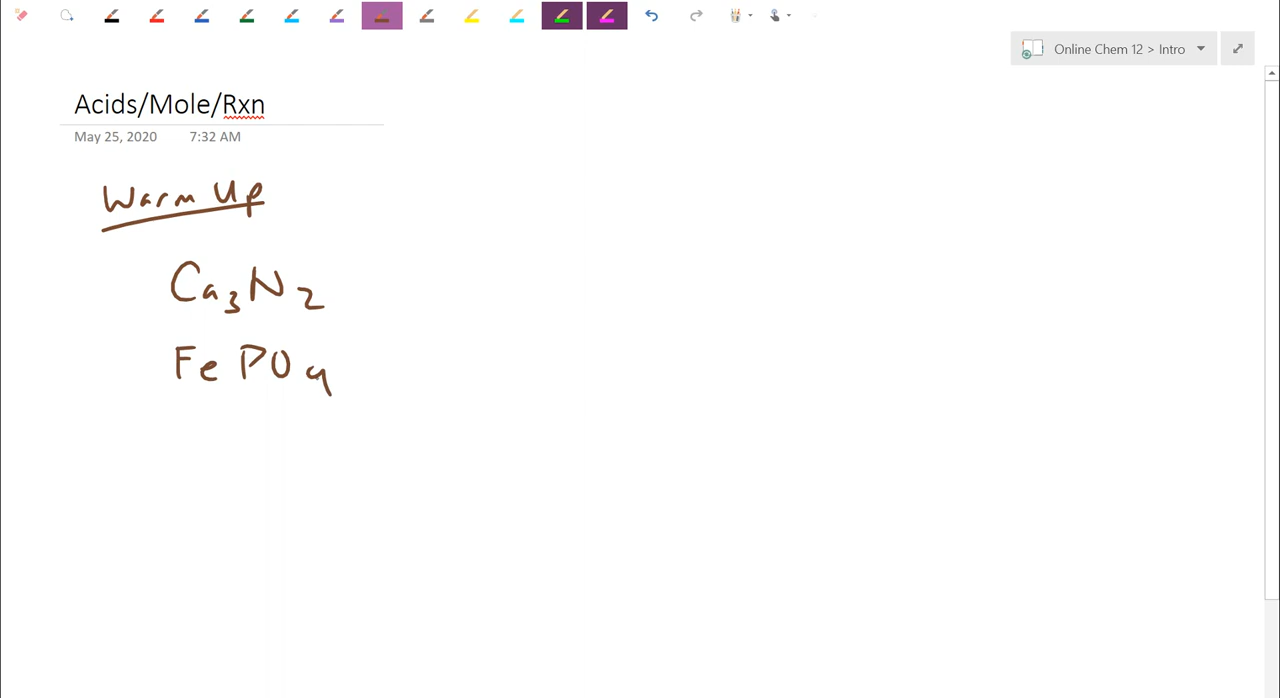 Online Chem 12 > Intro
Acids/Mole/Rxn
May 25, 2020 7:32 AM
Warm Up
Ca₃N₂
FePO₄